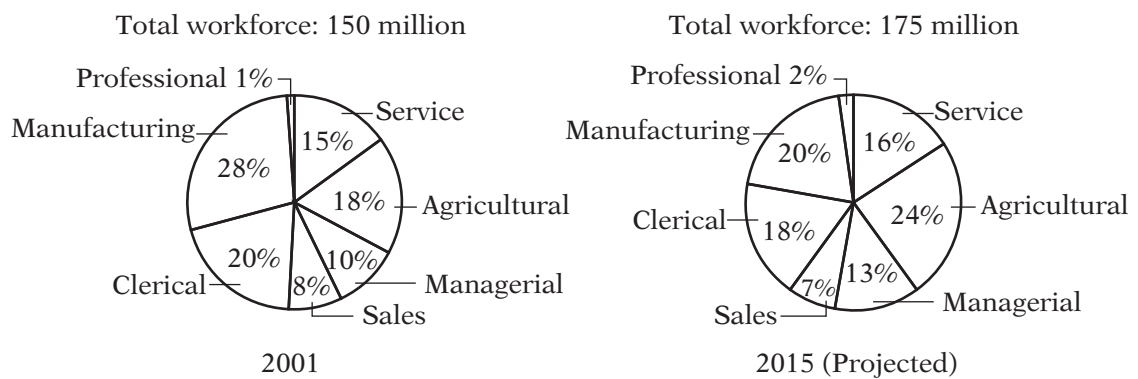 Total workforce: 150 million
Professional 1%
Service
Manufacturing
15%
28%
18%
Agricultural
20%
10%
8%
Clerical
Managerial
Sales
2001
Total workforce: 175 million
Professional 2%
Service
Manufacturing
16%
20%
Agricultural
24%
Clerical
18%
13%
7%
Managerial
Sales
2015 (Projected)